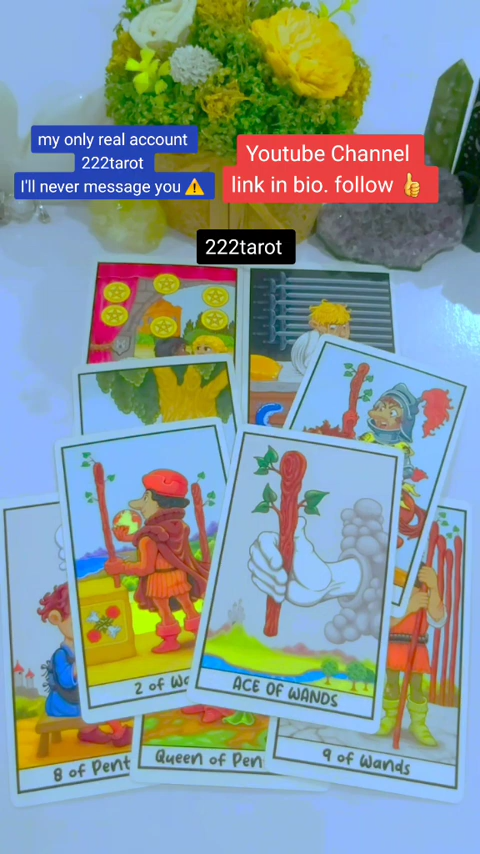 my only real account
222tarot
I'll never message you ⚠️
Youtube Channel
link in bio. follow 👍
222tarot
2 of Wa
ACE OF WANDS
8 of Pent
Queen of Pen
9 of Wands